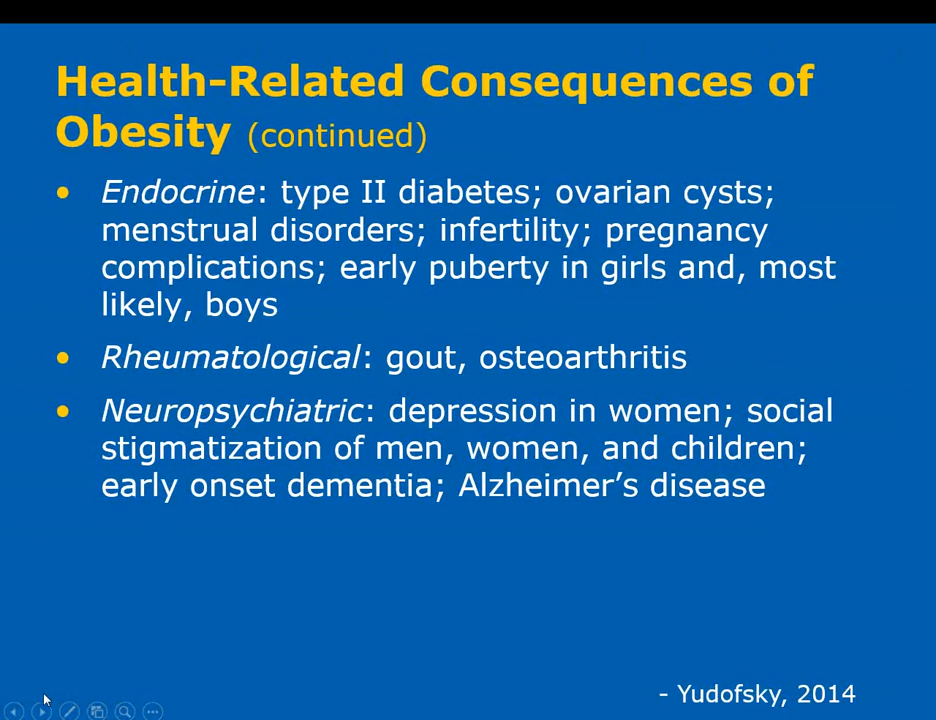 Health-Related Consequences of
Obesity (continued)
• Endocrine: type II diabetes; ovarian cysts;
menstrual disorders; infertility; pregnancy
complications; early puberty in girls and, most
likely, boys
• Rheumatological: gout, osteoarthritis
• Neuropsychiatric: depression in women; social
stigmatization of men, women, and children;
early onset dementia; Alzheimer’s disease
- Yudofsky, 2014